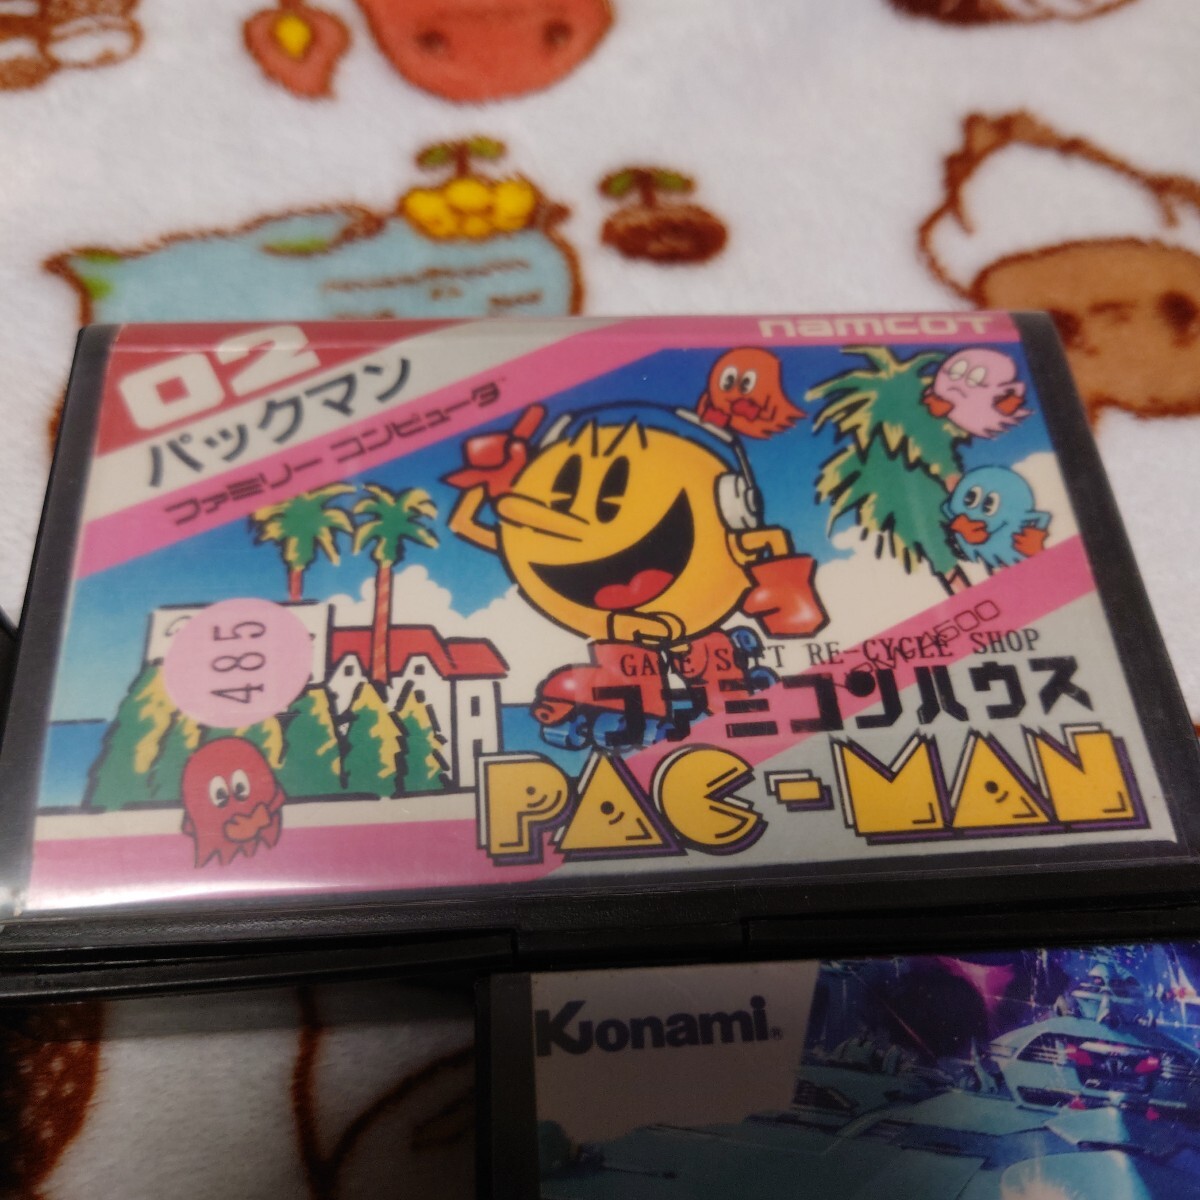 02
namcot
パックマン
ファミリー コンピュータ
485
GAME SOFT RE-CYCLE SHOP
ファミコンハウス
PAC-MAN
Konami®